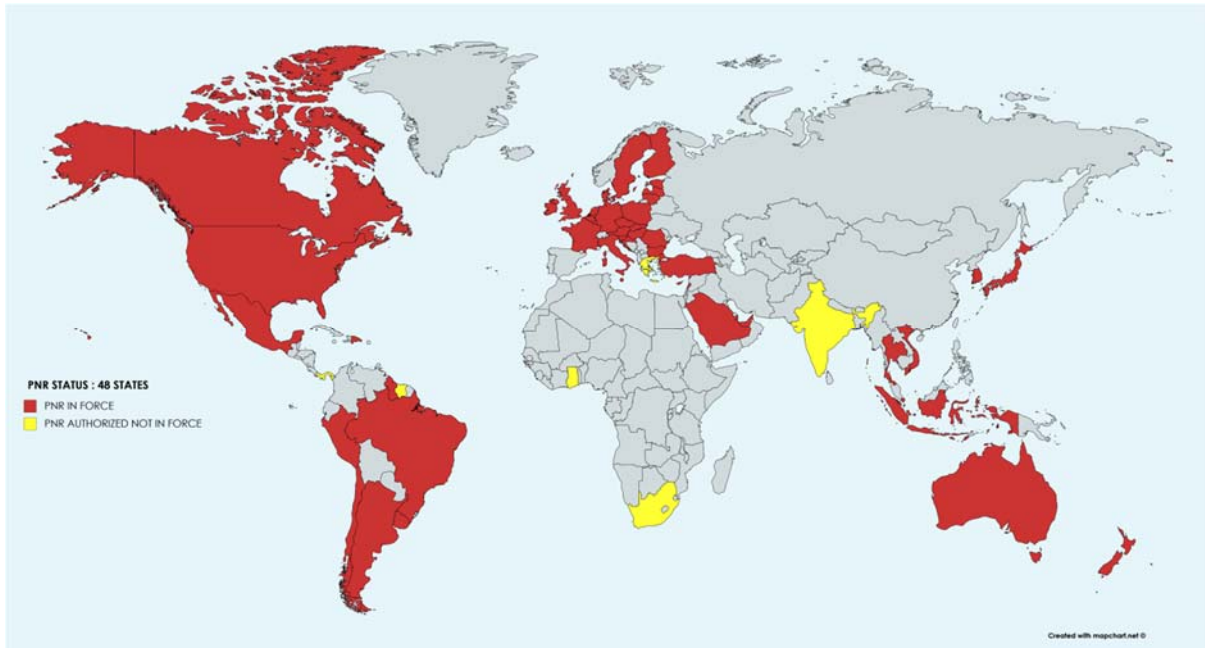 PNR STATUS : 48 STATES
PNR IN FORCE
PNR AUTHORIZED NOT IN FORCE
Created with mapchart.net ©